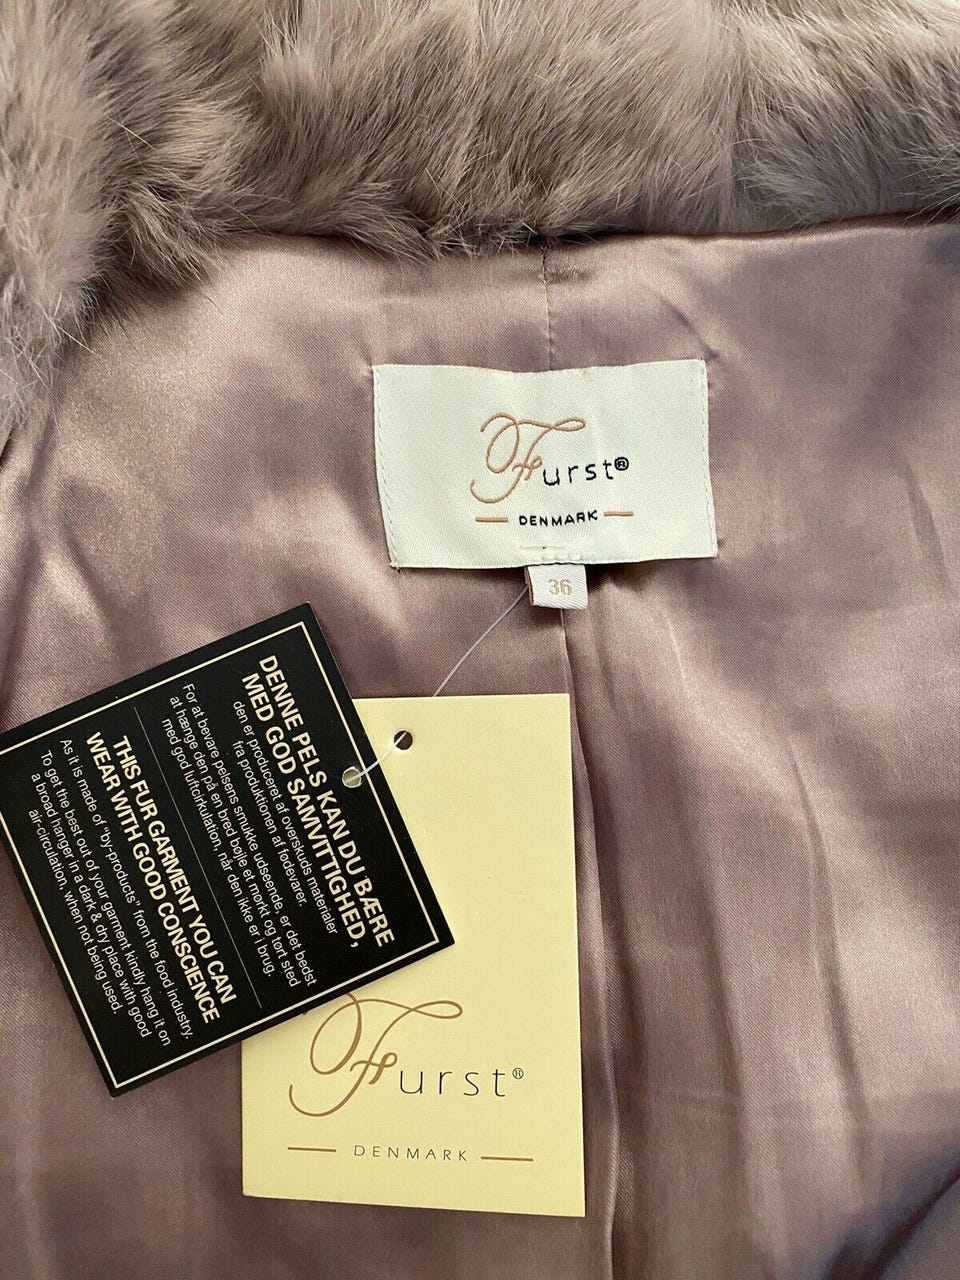 Furst®
DENMARK
36
DENNE PELS KAN DU BÆRE
MED GOD SAMVITTIGHED,
den er produceret af overskuds materialer
fra produktionen af fødevarer.
For at bevare pelsens smukke udseende, er det bedst
at hænge den på en bred bøjle et mørkt og tørt sted
med god luftcirkulation, når den ikke er i brug.
THIS FUR GARMENT YOU CAN
WEAR WITH GOOD CONSCIENCE
As it is made of "by-products" from the food industry.
To get the best out of your garment kindly hang it on
a broad hanger in a dark & dry place with good
air-circulation, when not being used.
Furst®
DENMARK